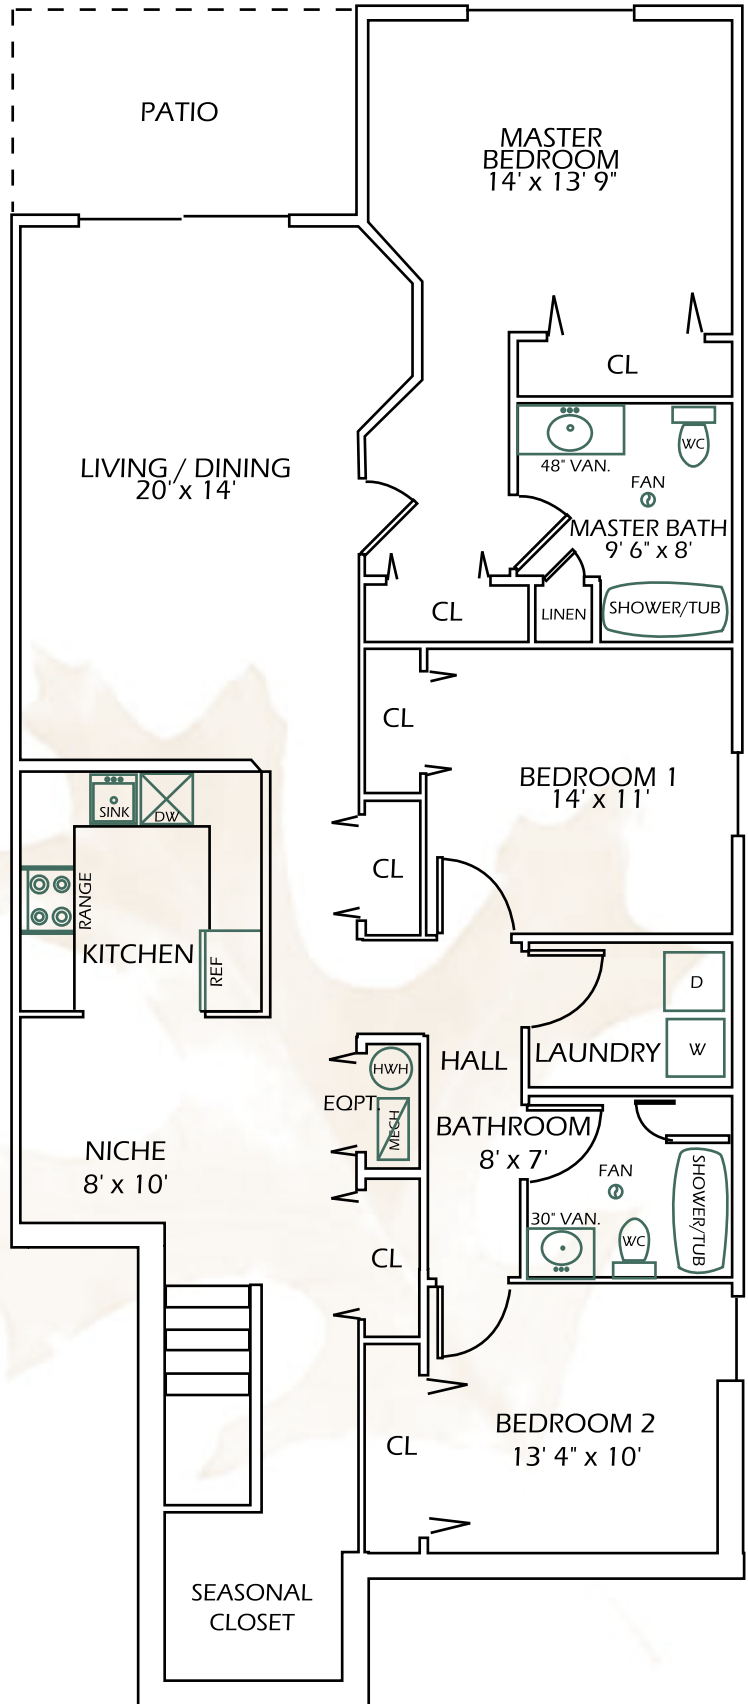 PATIO
MASTER
BEDROOM
14' x 13' 9"
CL
WC
48" VAN.
FAN
MASTER BATH
9' 6" x 8'
LIVING / DINING
20' x 14'
CL
LINEN
SHOWER/TUB
CL
BEDROOM 1
14' x 11'
SINK
DW
CL
RANGE
KITCHEN
REF
D
HALL
LAUNDRY
W
HWH
EQPT.
MECH
BATHROOM
8' x 7'
NICHE
8' x 10'
FAN
SHOWER/TUB
30" VAN.
WC
CL
BEDROOM 2
13' 4" x 10'
CL
SEASONAL
CLOSET